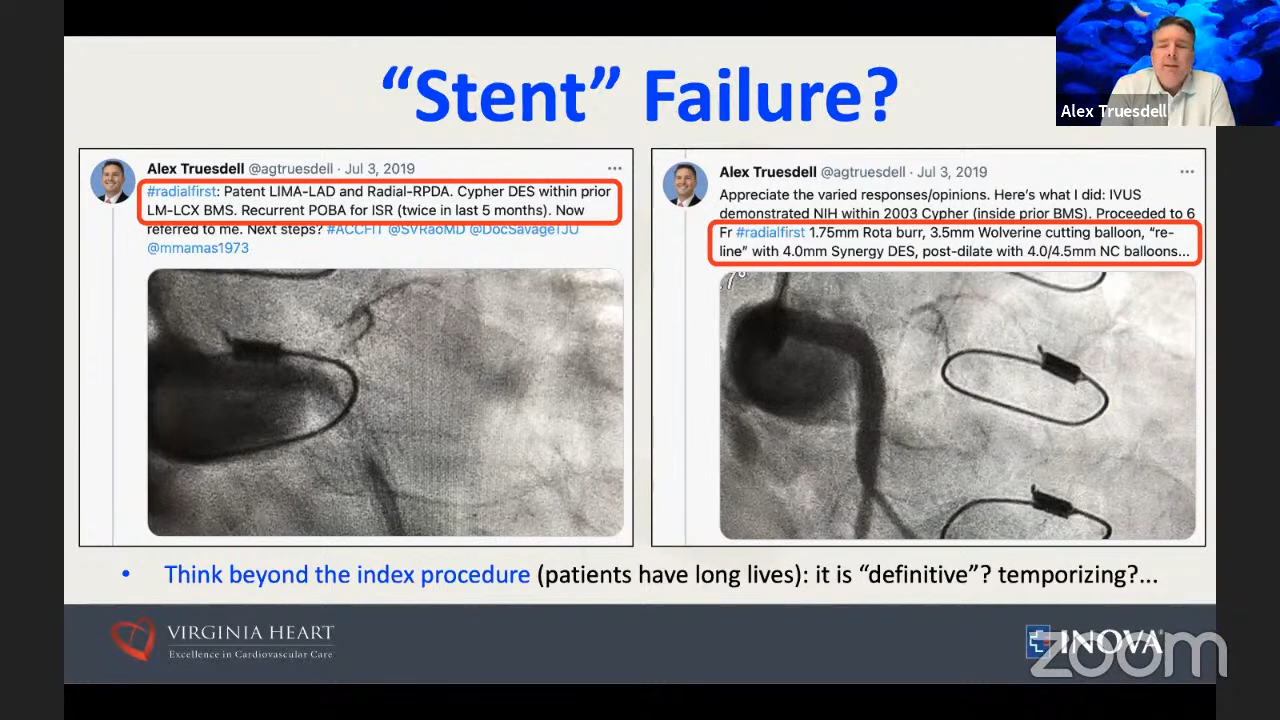 “Stent” Failure?
Alex Truesdell
Alex Truesdell @agtruesdell · Jul 3, 2019
#radialfirst: Patent LIMA-LAD and Radial-RPDA. Cypher DES within prior
LM-LCX BMS. Recurrent POBA for ISR (twice in last 5 months). Now
referred to me. Next steps? #ACCFIT @SVRaoMD @DocSavageTJU
@mmamas1973
Alex Truesdell @agtruesdell · Jul 3, 2019
Appreciate the varied responses/opinions. Here's what I did: IVUS
demonstrated NIH within 2003 Cypher (inside prior BMS). Proceeded to 6
Fr #radialfirst 1.75mm Rota burr, 3.5mm Wolverine cutting balloon, “re-
line” with 4.0mm Synergy DES, post-dilate with 4.0/4.5mm NC balloons...
• Think beyond the index procedure (patients have long lives): it is “definitive”? temporizing?...
VIRGINIA HEART
Excellence in Cardiovascular Care
INOVA
zoom